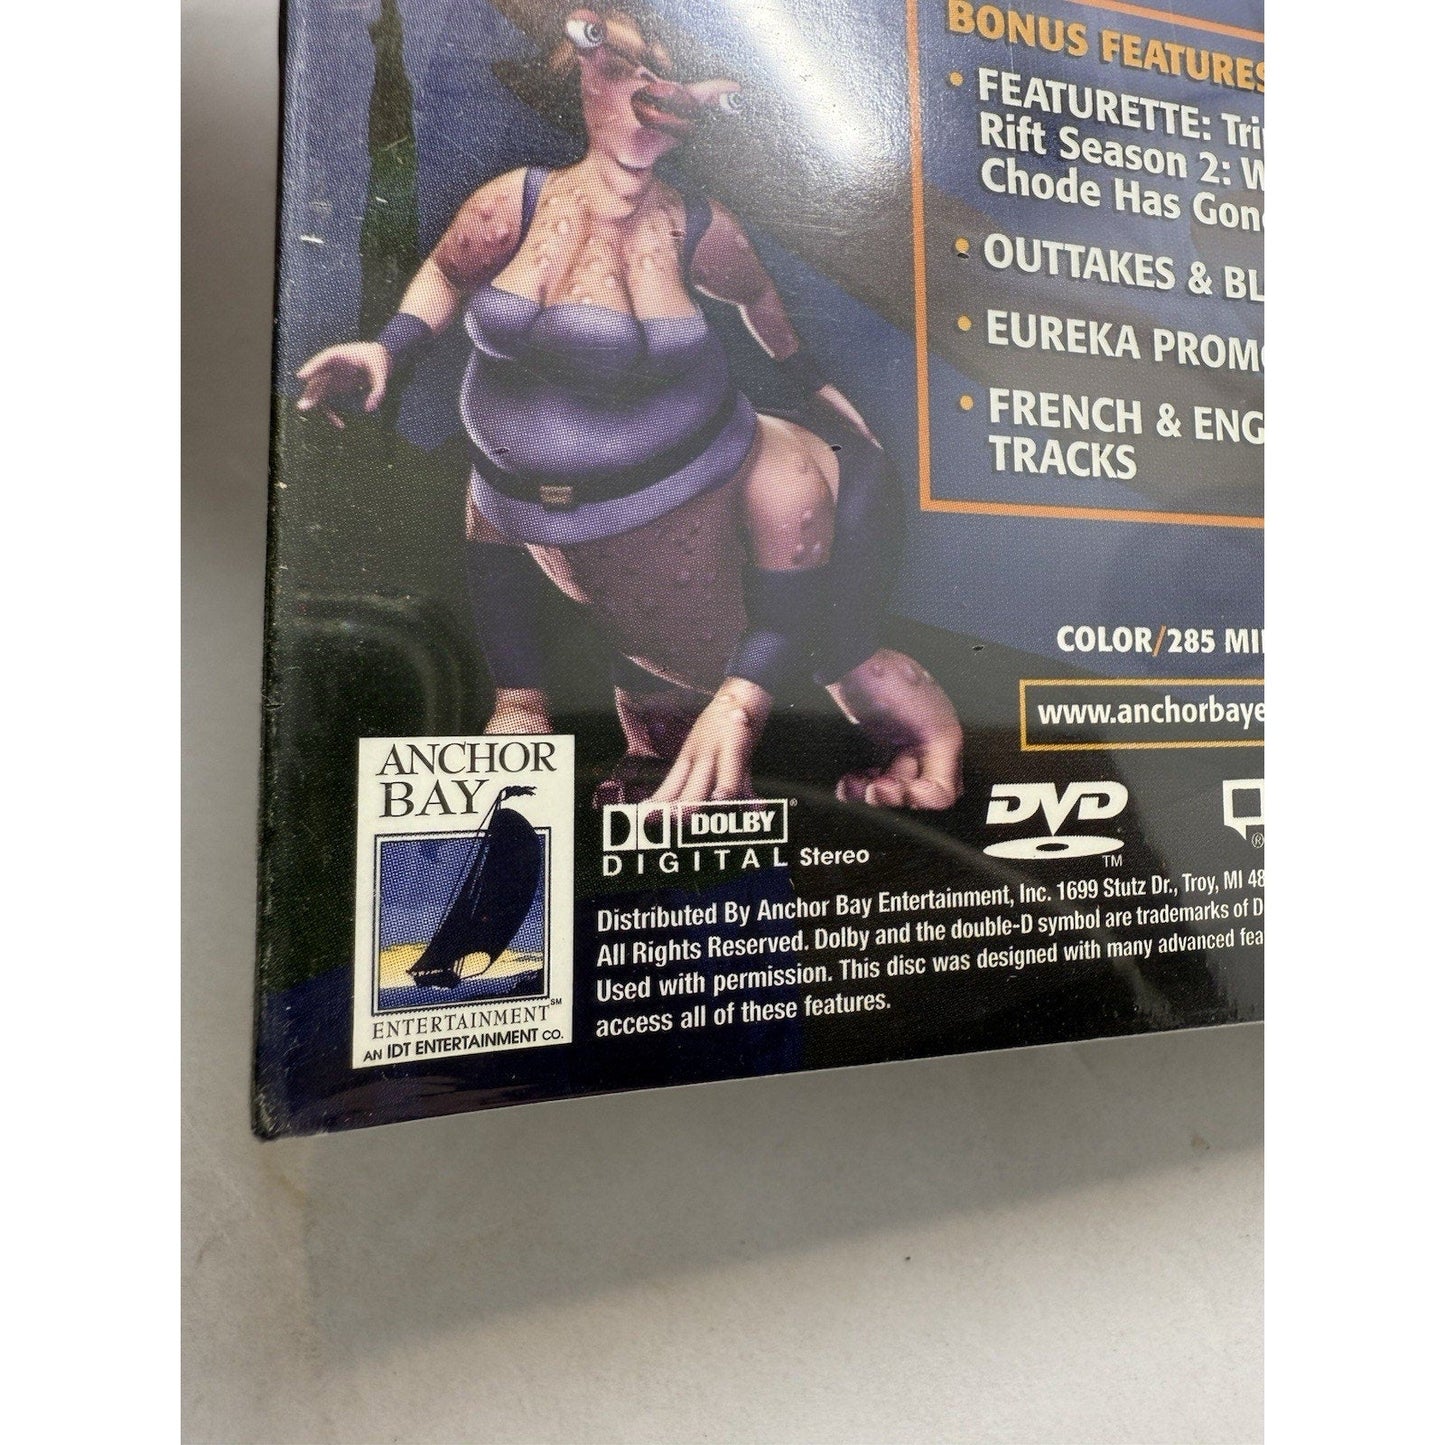 BONUS FEATURES
• FEATURETTE: Tri
Rift Season 2: W
Chode Has Gon
• OUTTAKES & BL
• EUREKA PROMO
• FRENCH & ENG
TRACKS
COLOR/285 MI
www.anchorbaye
ANCHOR
BAY
ENTERTAINMENT SM
AN IDT ENTERTAINMENT CO.
DOLBY ®
DIGITAL Stereo
DVD
TM
®
Distributed By Anchor Bay Entertainment, Inc. 1699 Stutz Dr., Troy, MI 48
All Rights Reserved. Dolby and the double-D symbol are trademarks of D
Used with permission. This disc was designed with many advanced fea
access all of these features.